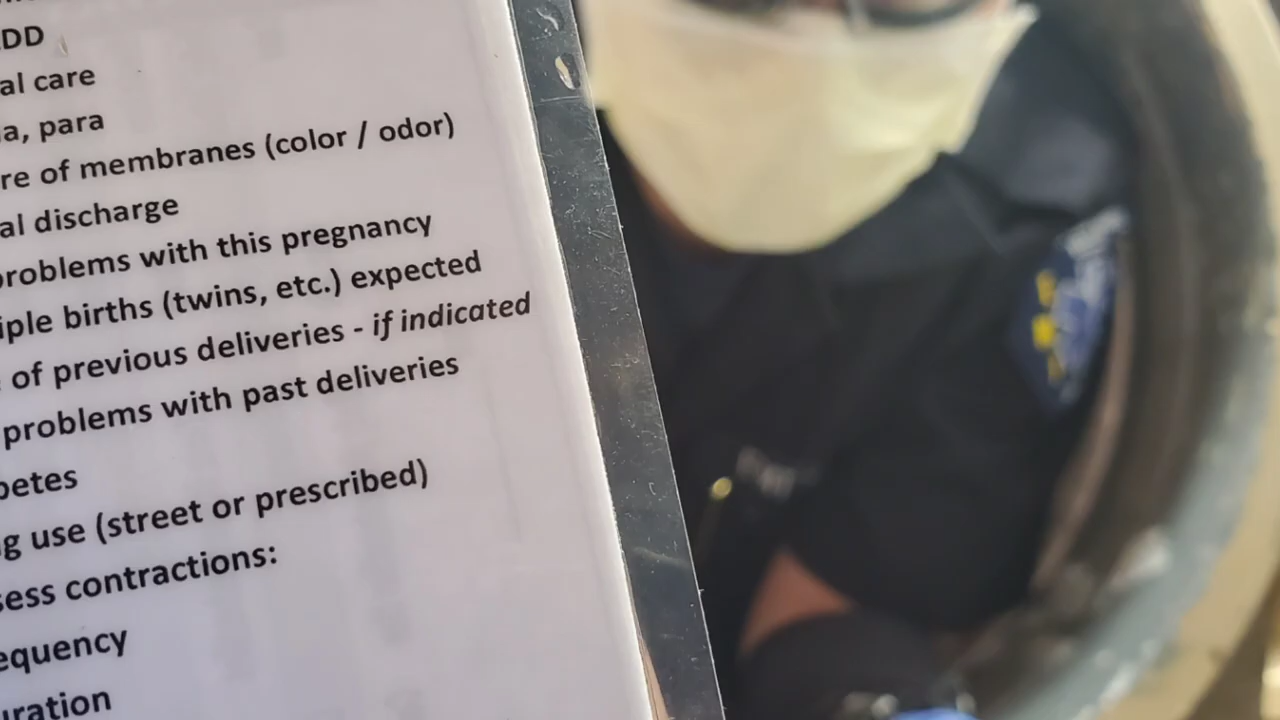 DD
al care
a, para
re of membranes (color / odor)
al discharge
problems with this pregnancy
iple births (twins, etc.) expected
of previous deliveries - if indicated
problems with past deliveries
betes
g use (street or prescribed)
sess contractions:
equency
uration